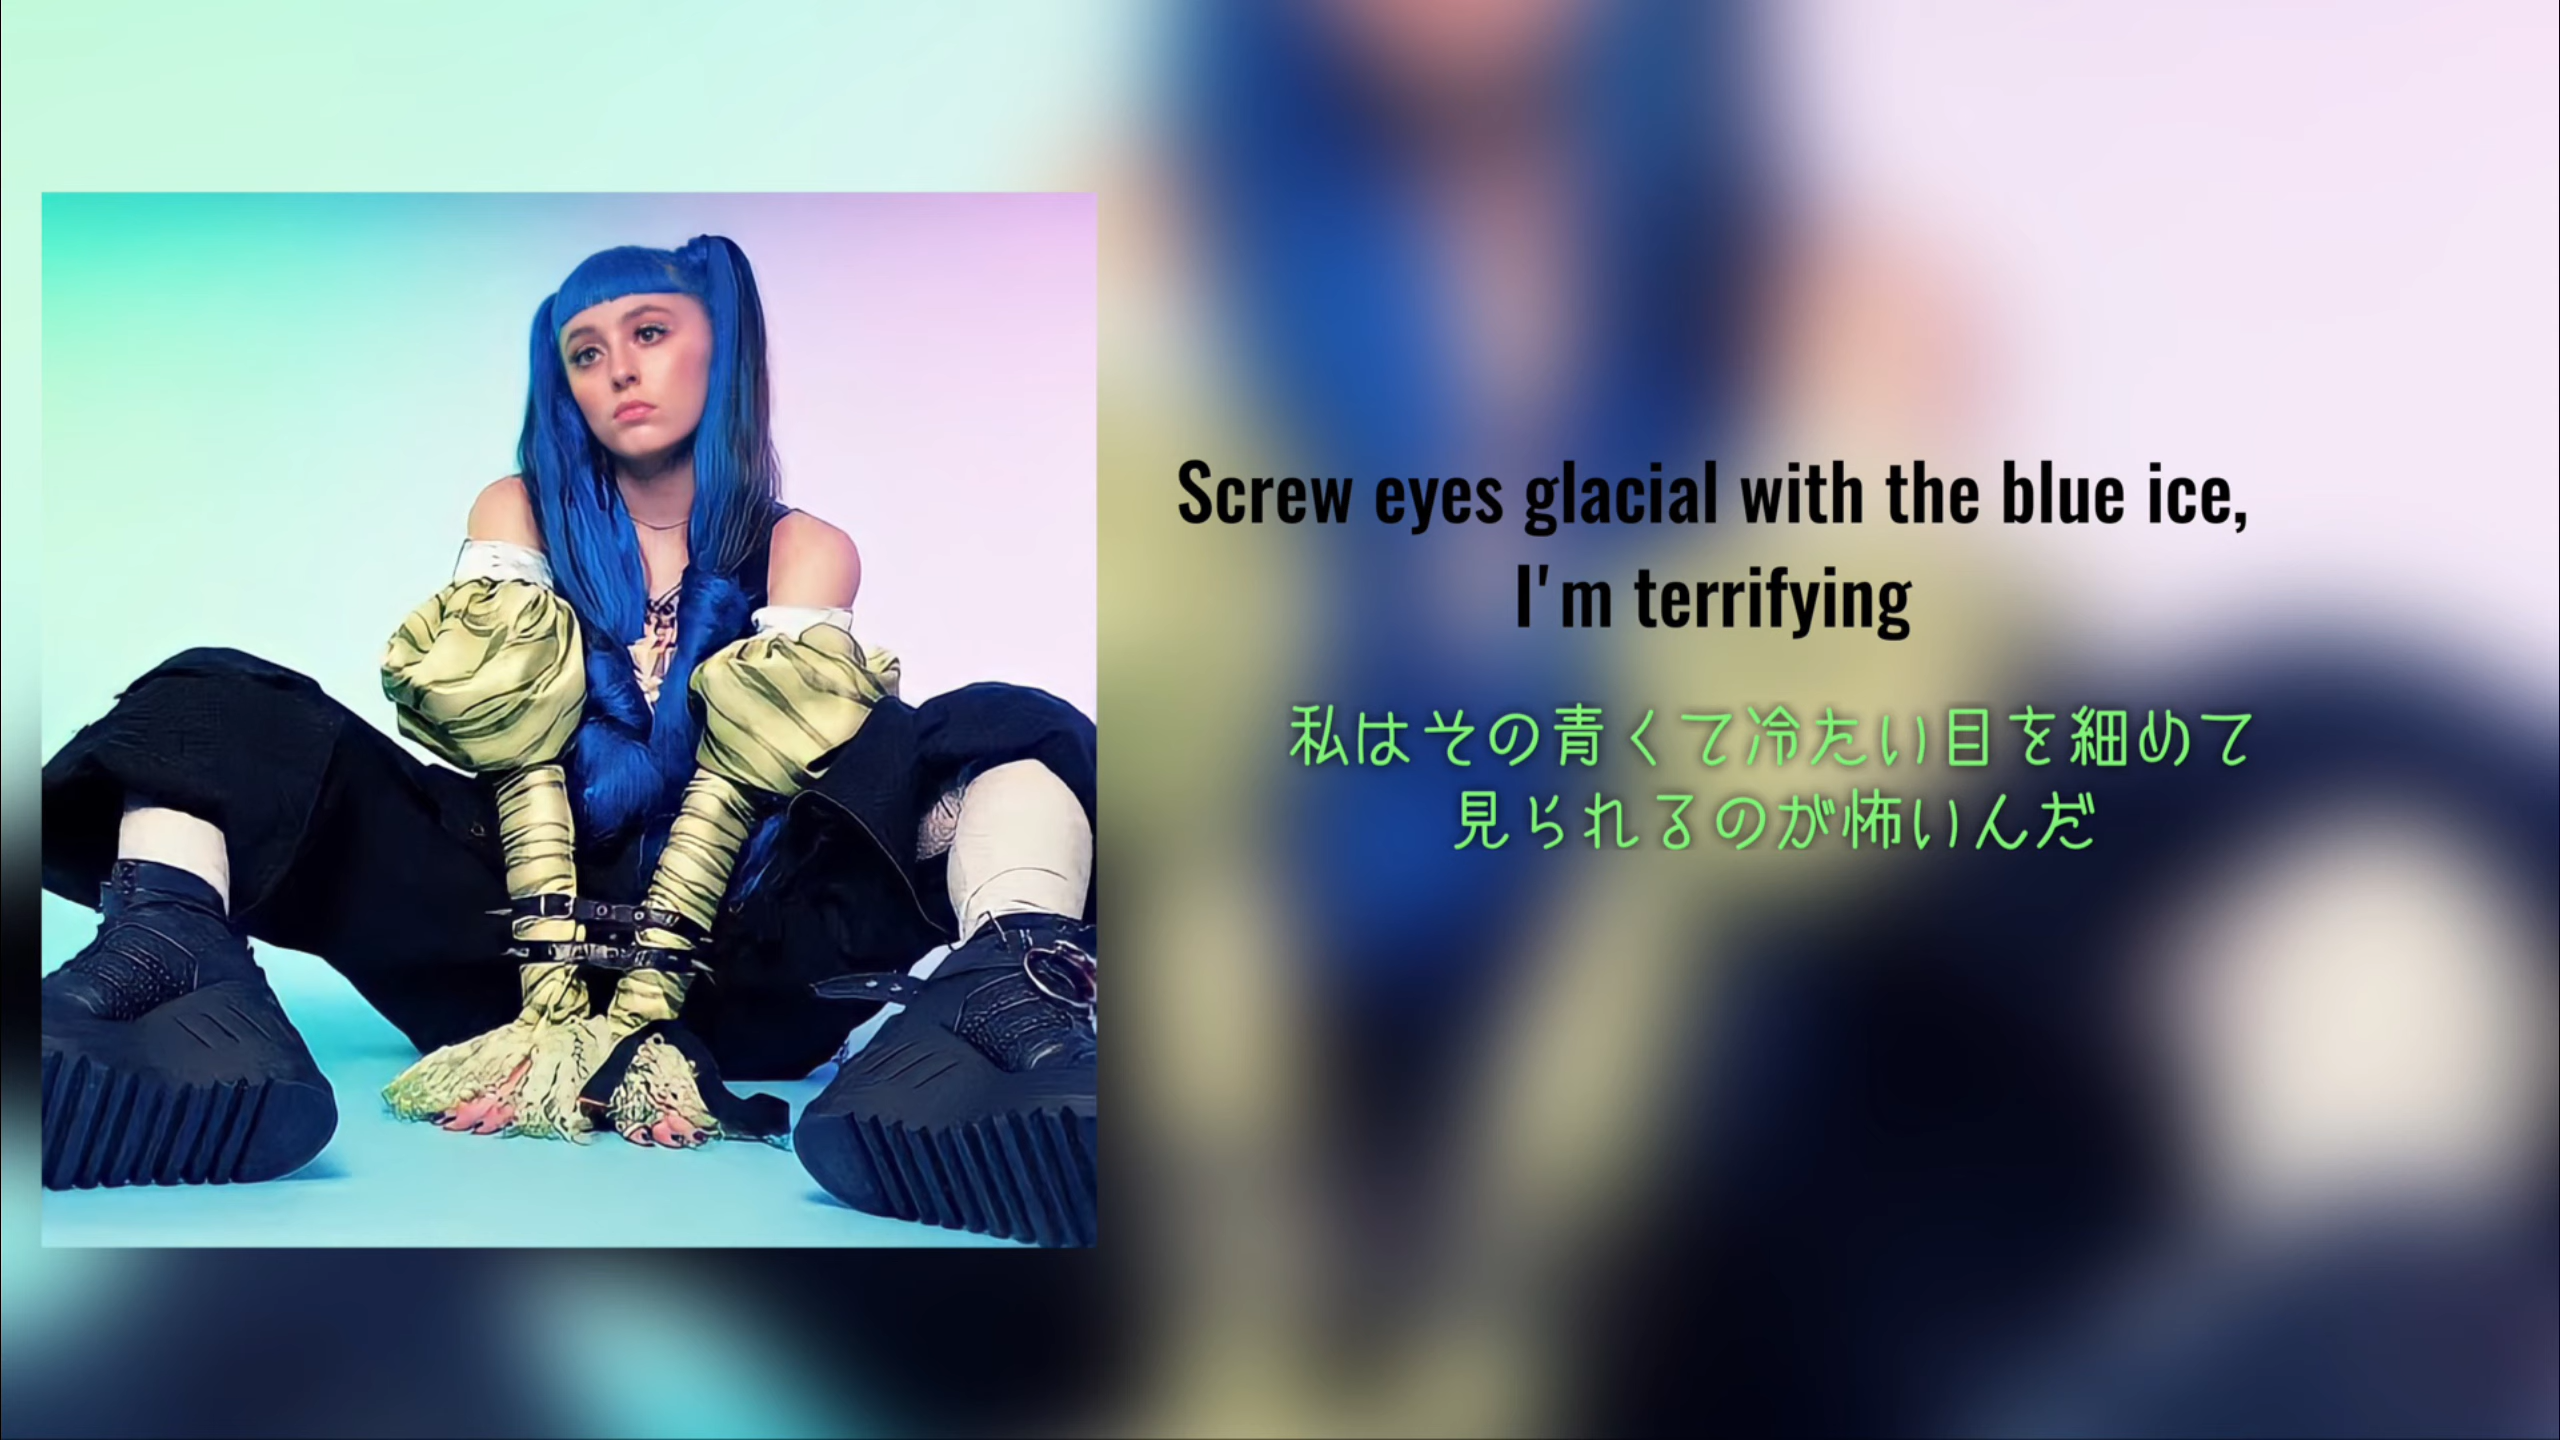 Screw eyes glacial with the blue ice,
I'm terrifying
私はその青くて冷たい目を細めて
見られるのが怖いんだ